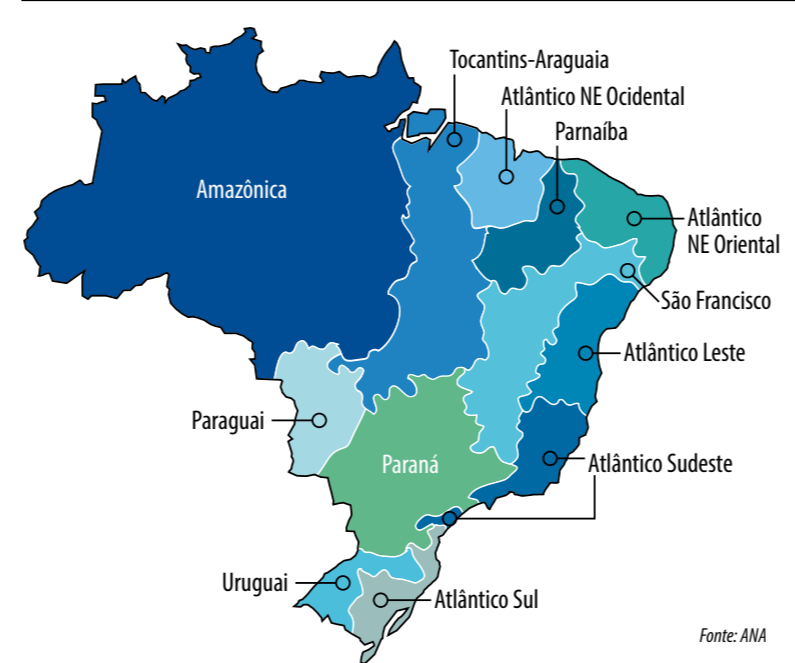 Tocantins-Araguaia
Atlântico NE Ocidental
Parnaíba
Amazônica
Atlântico
NE Oriental
São Francisco
Atlântico Leste
Paraguai
Paraná
Atlântico Sudeste
Uruguai
Atlântico Sul
Fonte: ANA